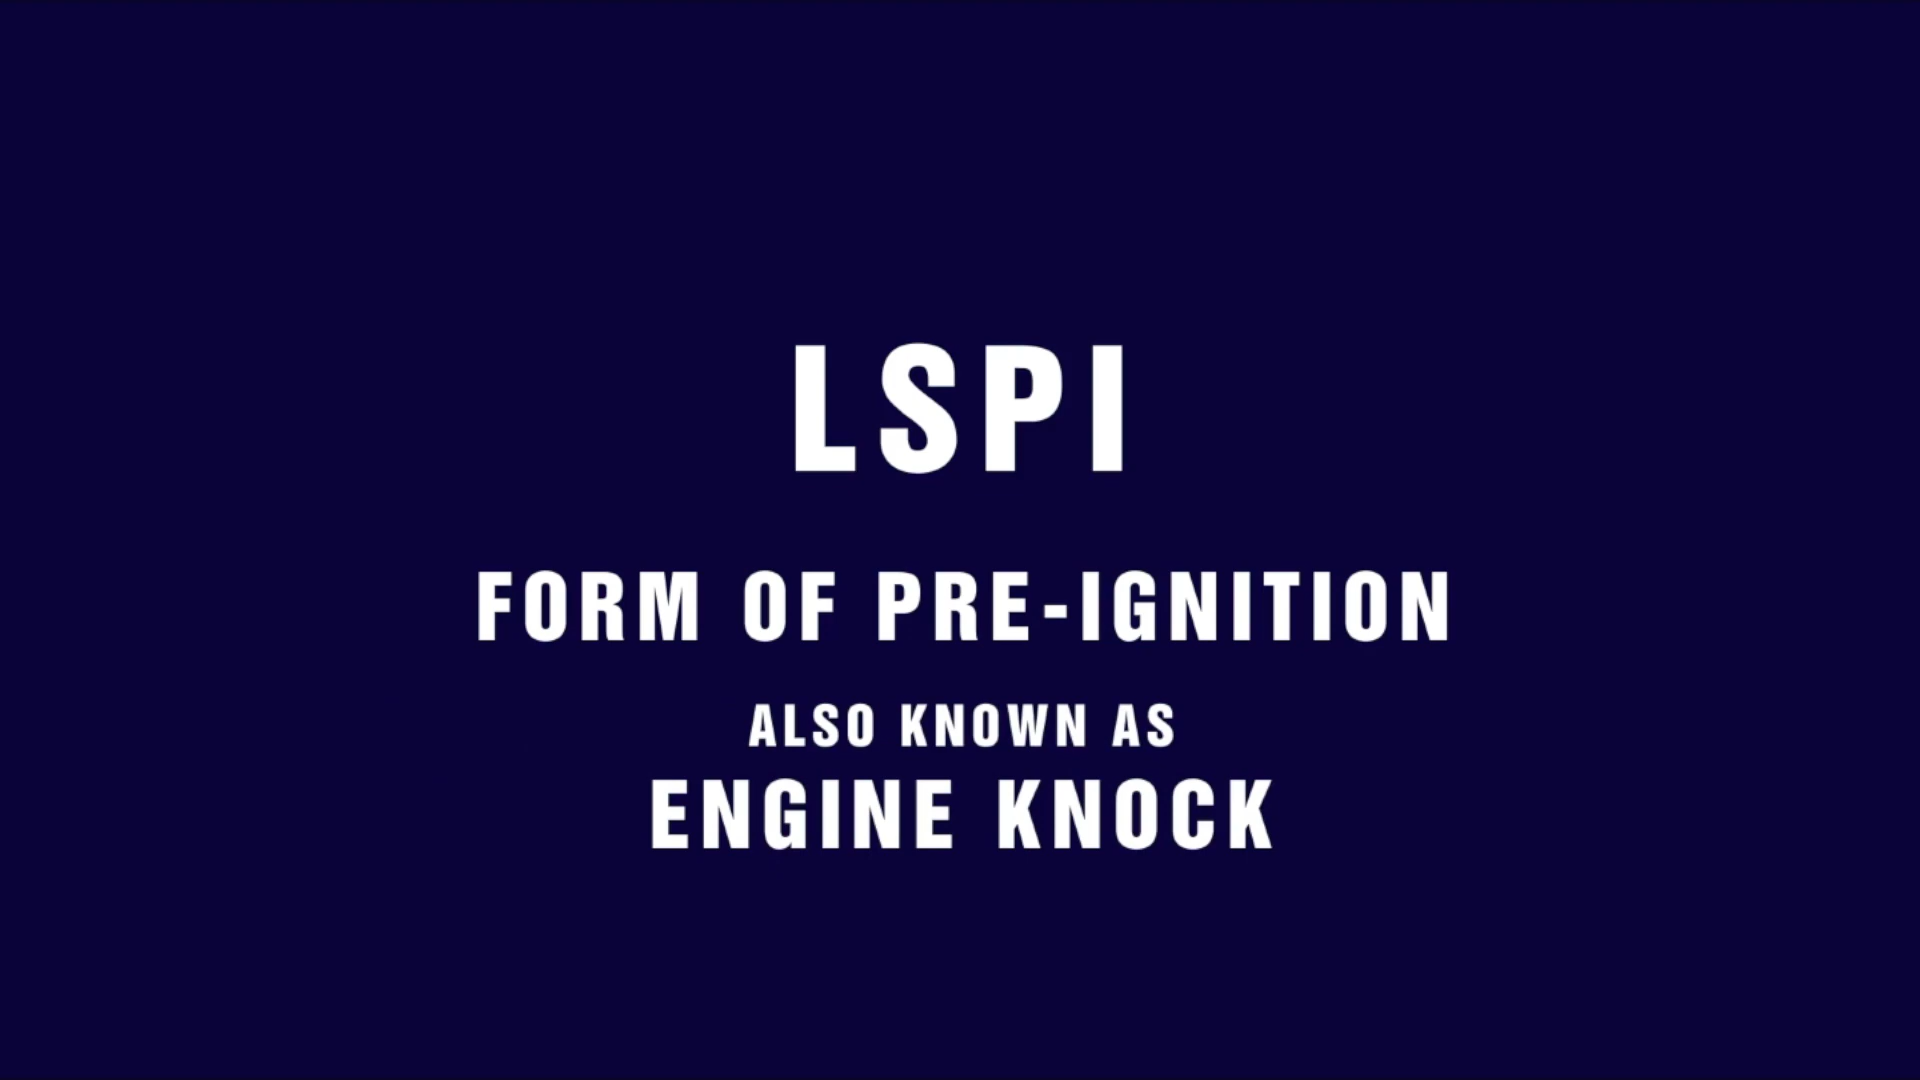 LSPI
FORM OF PRE-IGNITION
ALSO KNOWN AS
ENGINE KNOCK